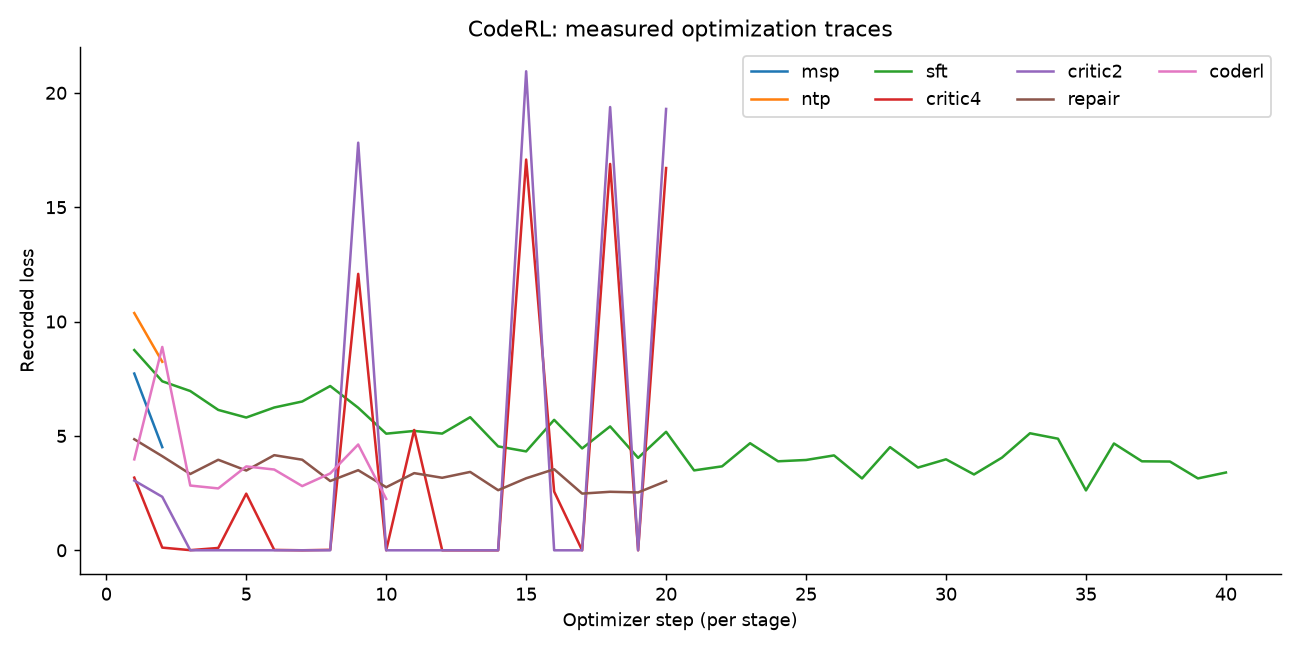 CodeRL: measured optimization traces
msp sft critic2 coderl
ntp critic4 repair
Recorded loss
20
15
10
5
0
0 5 10 15 20 25 30 35 40
Optimizer step (per stage)